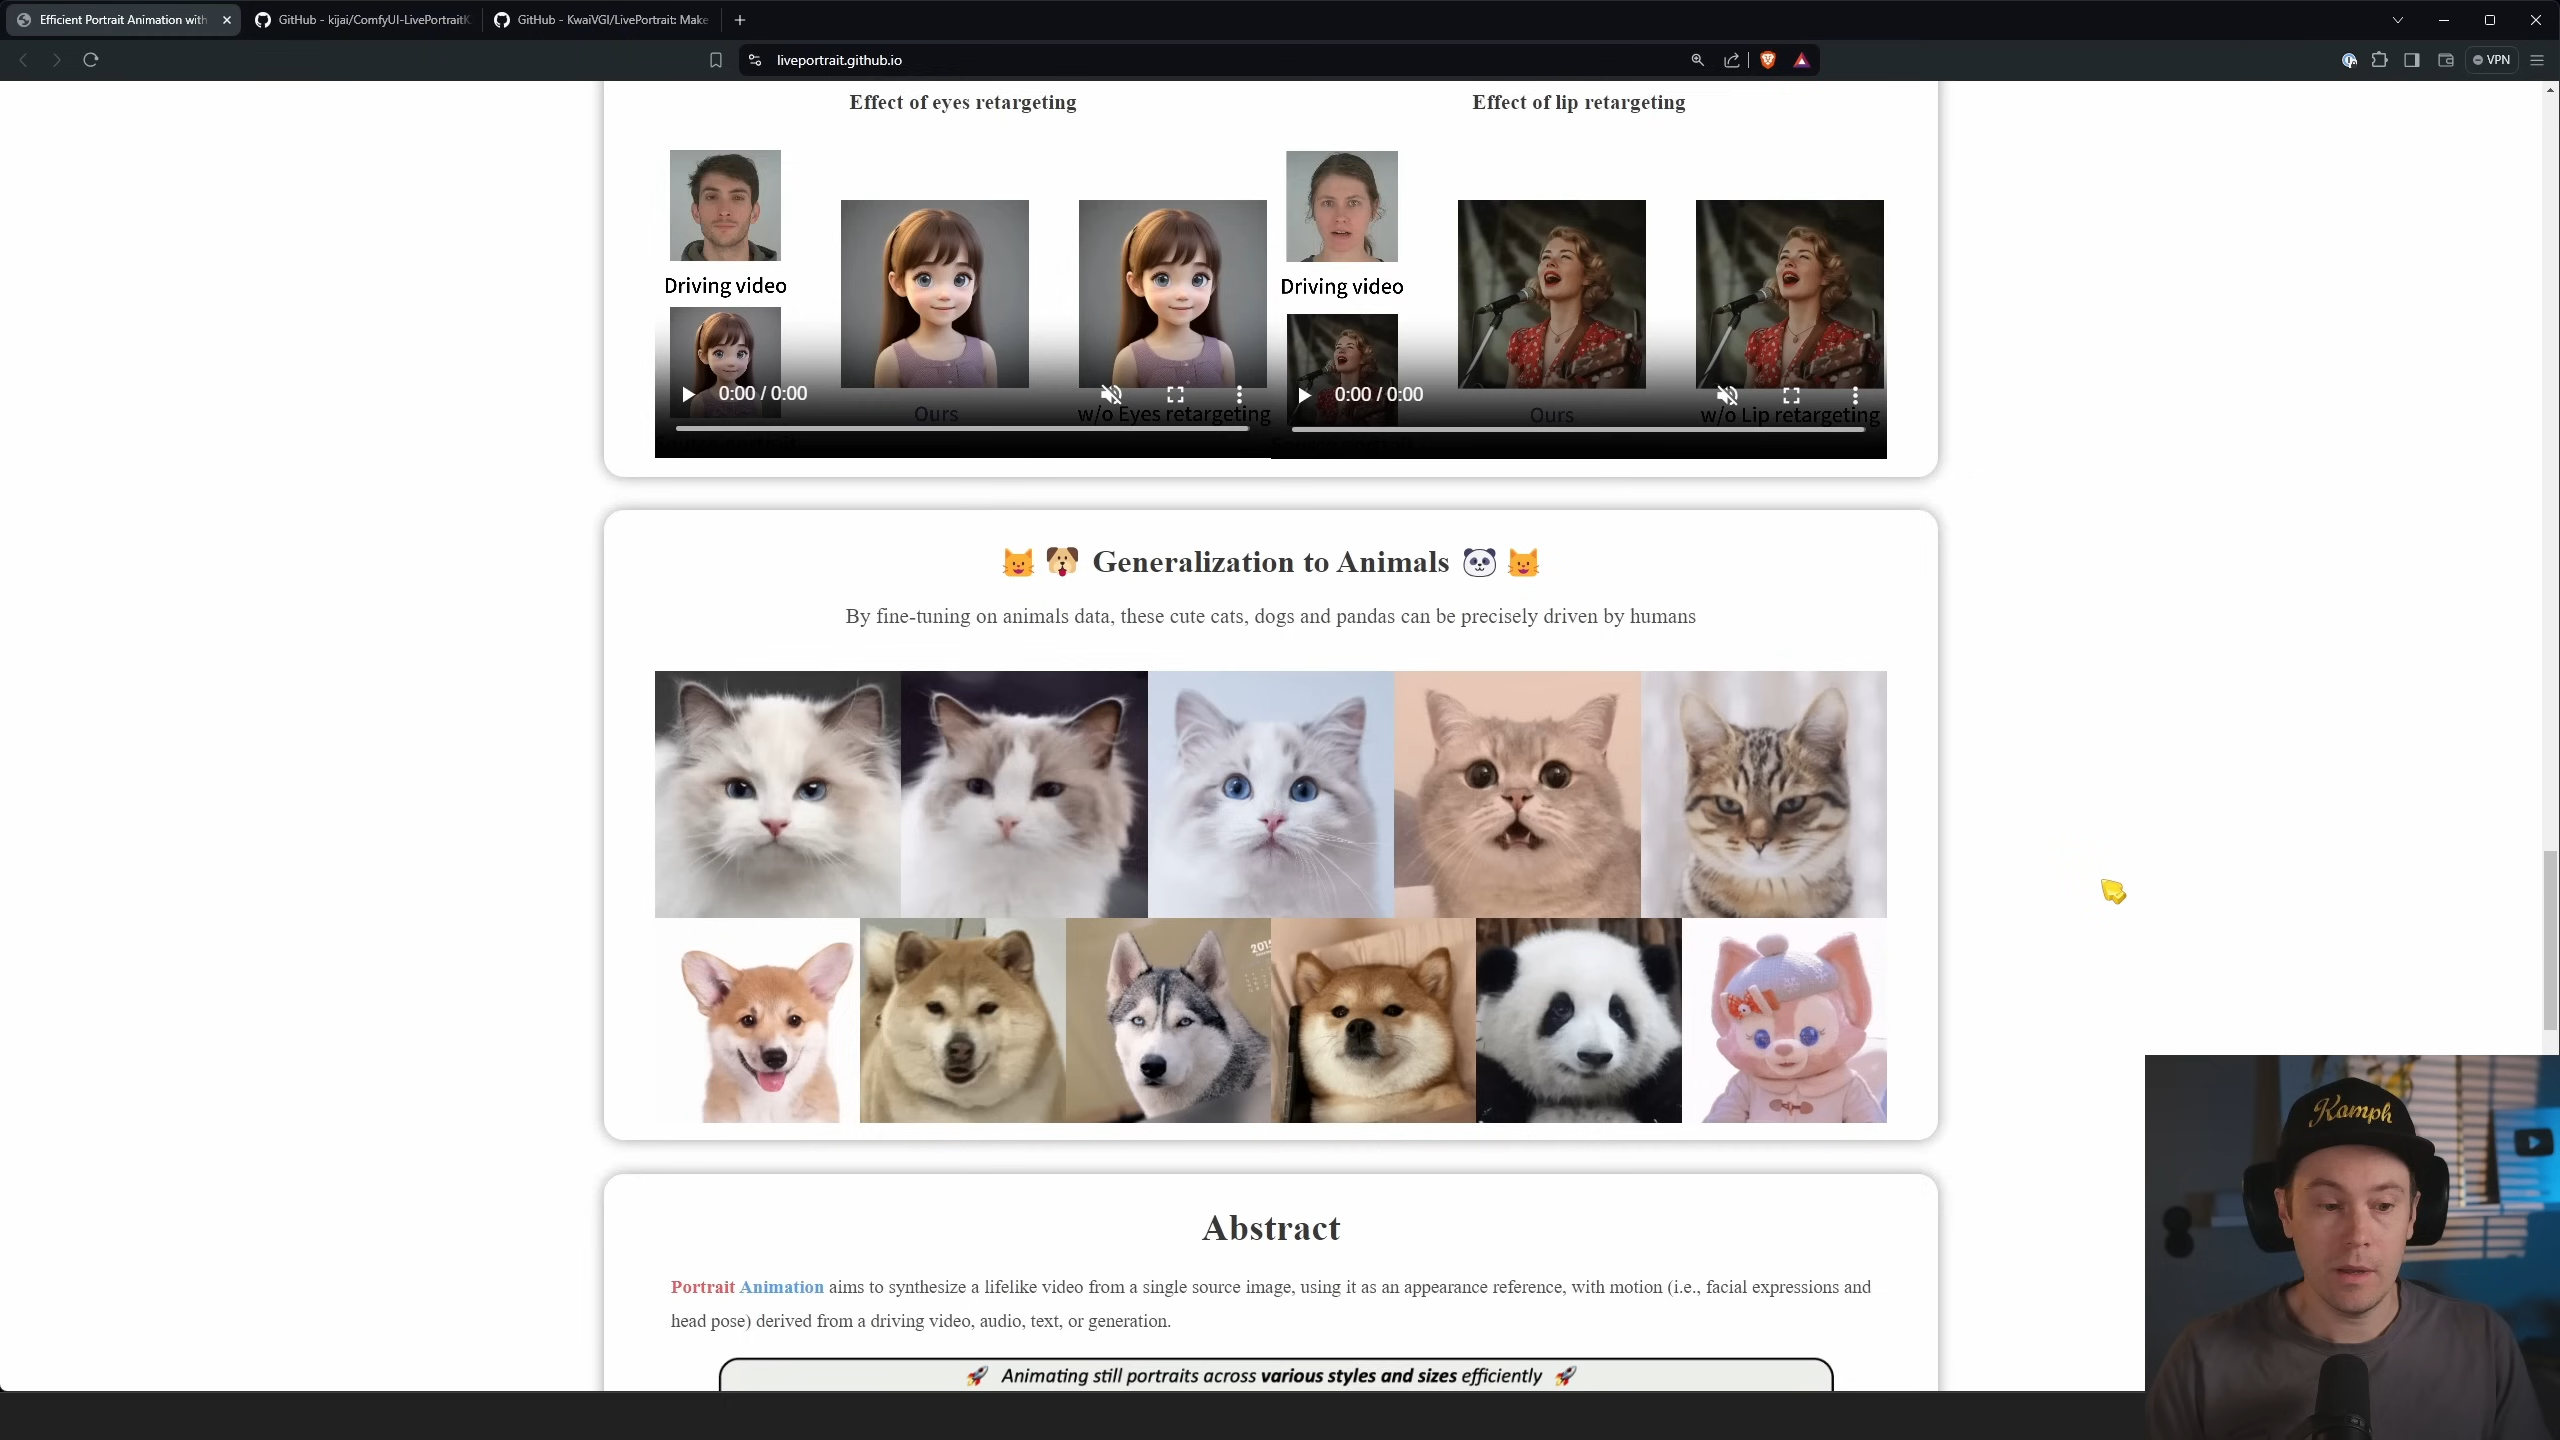 Efficient Portrait Animation with
GitHub - kijai/ComfyUI-LivePortraitK
GitHub - KwaiVGI/LivePortrait: Make
liveportrait.github.io
VPN
Effect of eyes retargeting
Effect of lip retargeting
Driving video
Driving video
0:00 / 0:00
0:00 / 0:00
Ours
w/o Eyes retargeting
Ours
w/o Lip retargeting
Generalization to Animals
By fine-tuning on animals data, these cute cats, dogs and pandas can be precisely driven by humans
Abstract
Portrait Animation aims to synthesize a lifelike video from a single source image, using it as an appearance reference, with motion (i.e., facial expressions and
head pose) derived from a driving video, audio, text, or generation.
Animating still portraits across various styles and sizes efficiently
Kamph